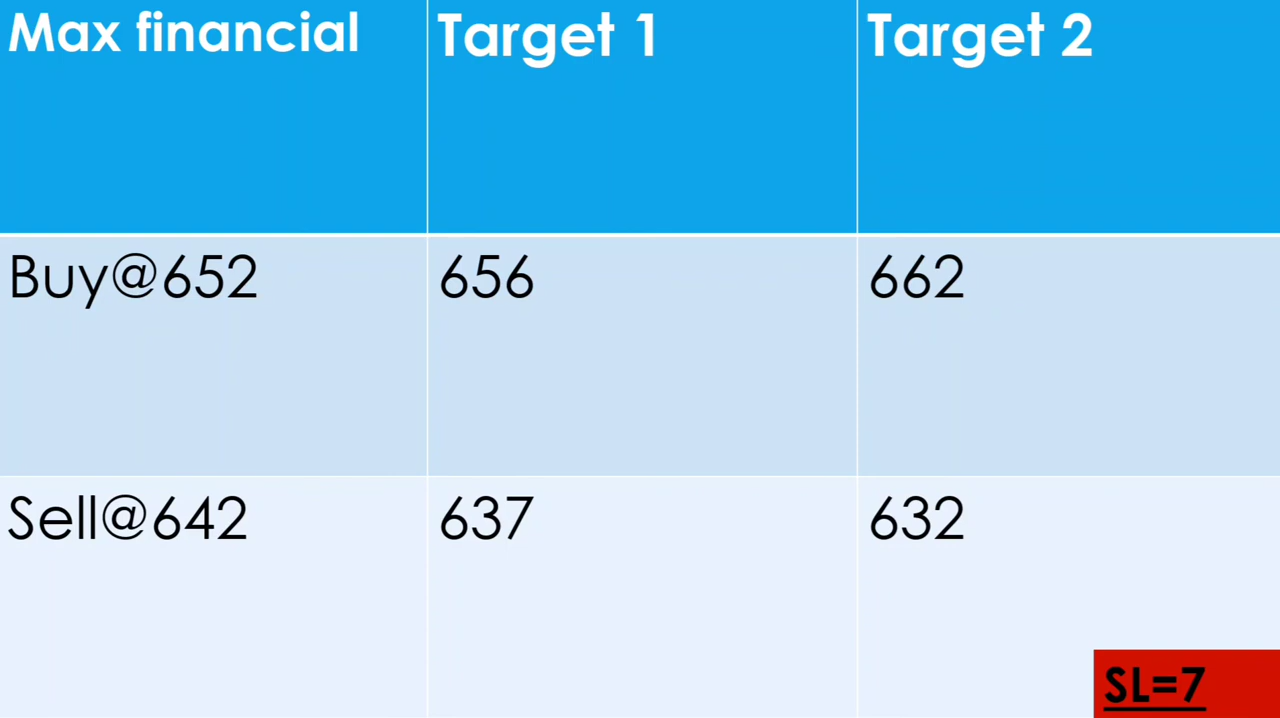 Max financial Target 1 Target 2
Buy@652 656 662
Sell@642 637 632
SL=7